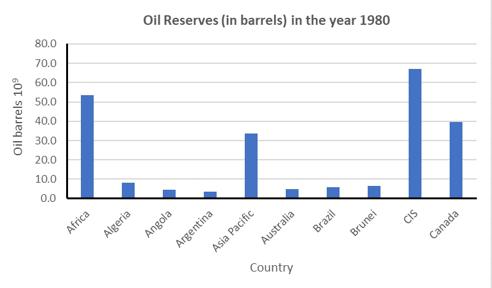 Oil Reserves (in barrels) in the year 1980
80.0
70.0
60.0
50.0
40.0
30.0
20.0
10.0
0.0
Oil barrels 10⁹
Africa
Algeria
Angola
Argentina
Asia Pacific
Australia
Brazil
Brunei
CIS
Canada
Country